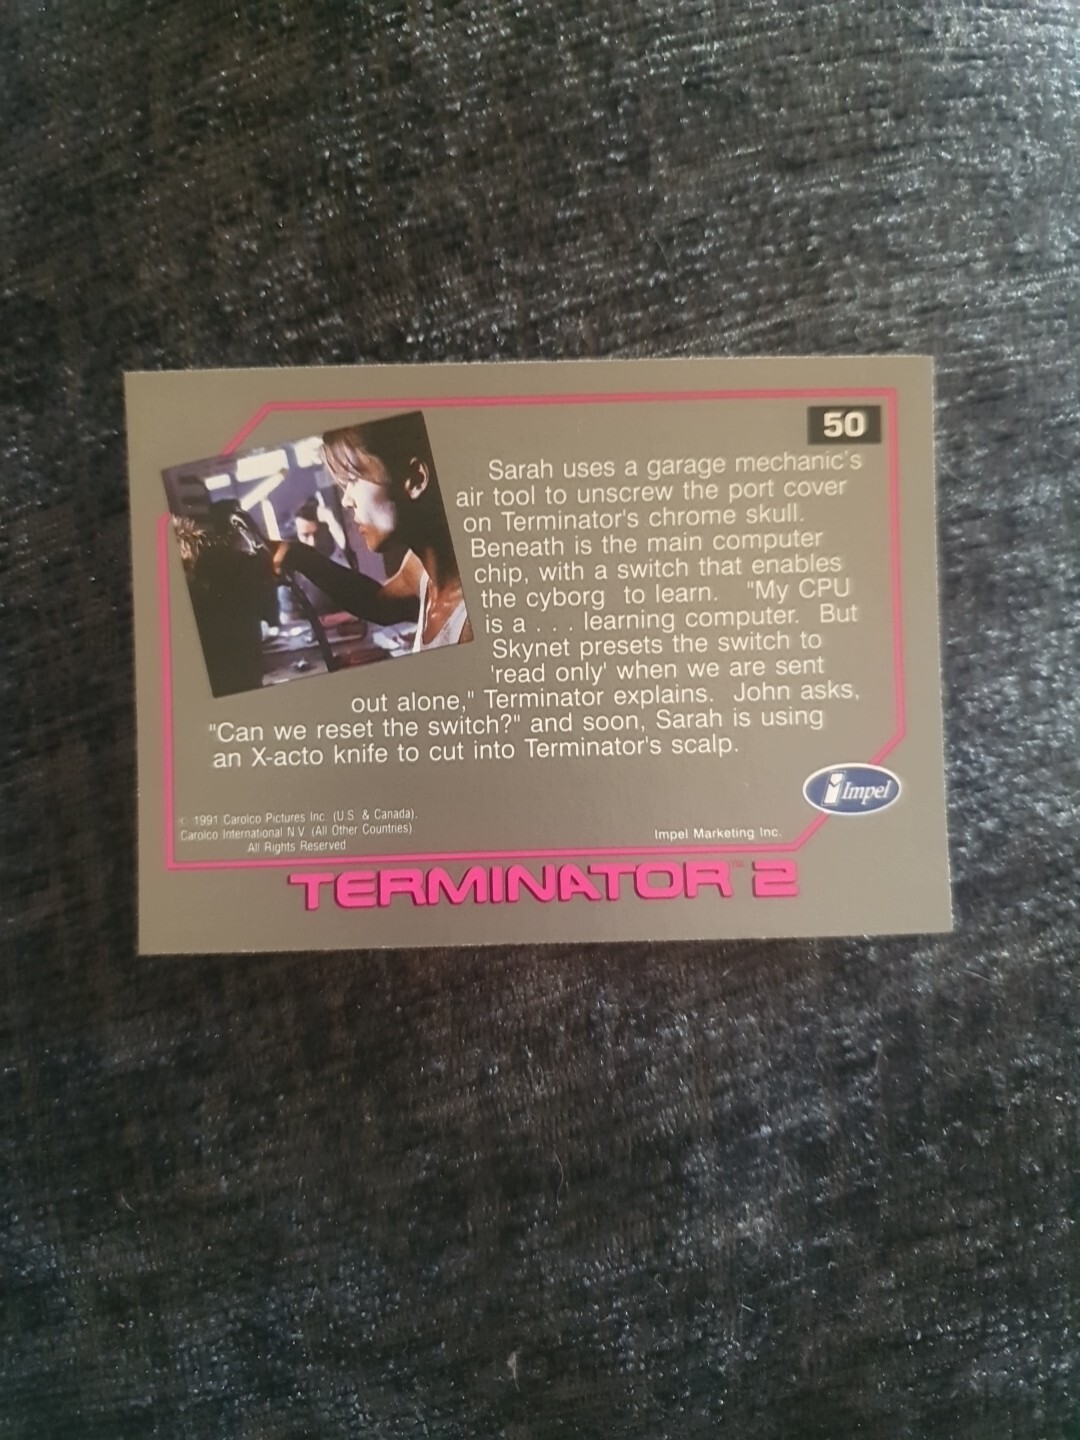 50
Sarah uses a garage mechanic's
air tool to unscrew the port cover
on Terminator's chrome skull.
Beneath is the main computer
chip, with a switch that enables
the cyborg to learn. "My CPU
is a . . . learning computer. But
Skynet presets the switch to
'read only' when we are sent
out alone," Terminator explains. John asks,
"Can we reset the switch?" and soon, Sarah is using
an X-acto knife to cut into Terminator's scalp.
Impel
© 1991 Carolco Pictures Inc. (U.S. & Canada).
Carolco International N.V. (All Other Countries)
All Rights Reserved
Impel Marketing Inc.
TERMINATOR™ 2